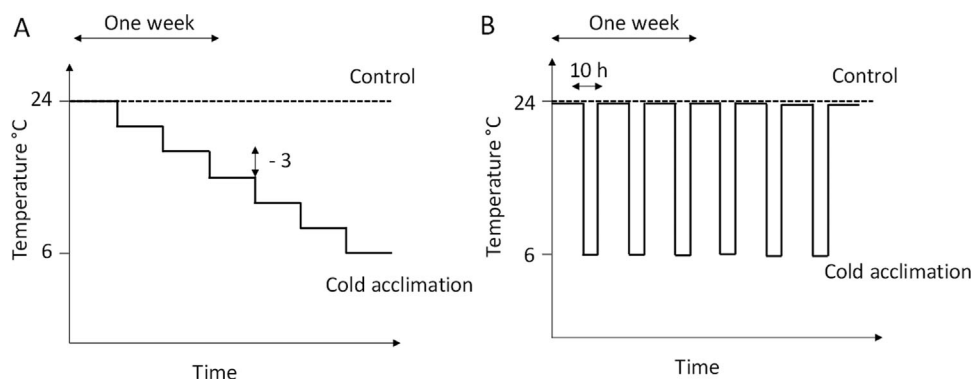 A
One week
Control
24
- 3
6
Temperature °C
Cold acclimation
Time
B
One week
10 h
Control
24
6
Temperature °C
Cold acclimation
Time